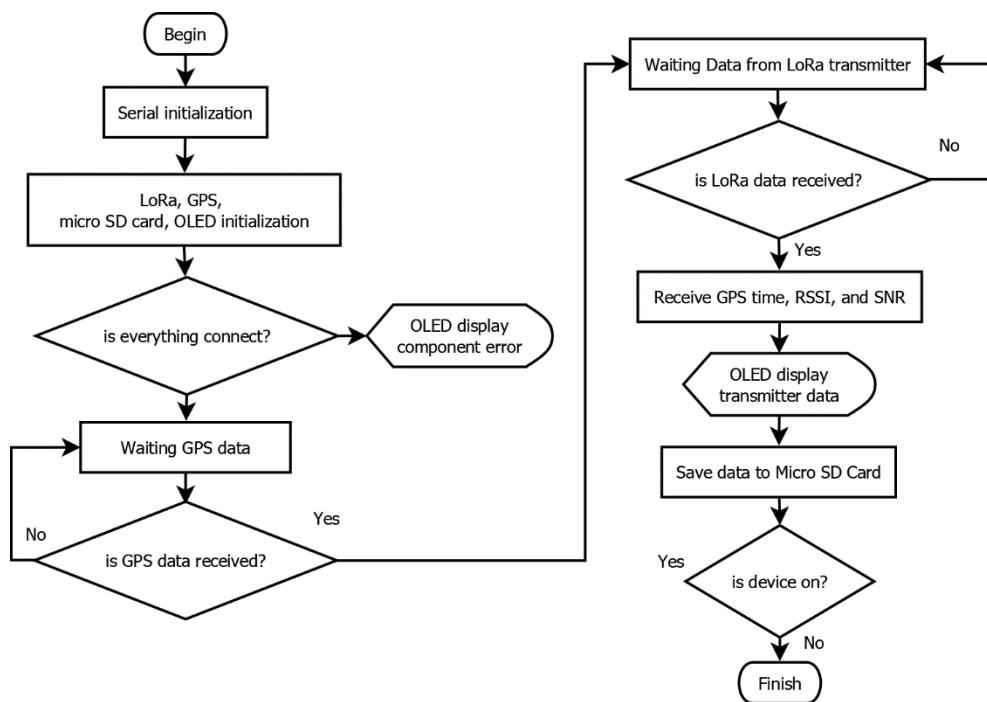 Begin
Serial initialization
LoRa, GPS,
micro SD card, OLED initialization
is everything connect?
OLED display
component error
Waiting GPS data
No
Yes
is GPS data received?
Waiting Data from LoRa transmitter
No
is LoRa data received?
Yes
Receive GPS time, RSSI, and SNR
OLED display
transmitter data
Save data to Micro SD Card
Yes
is device on?
No
Finish